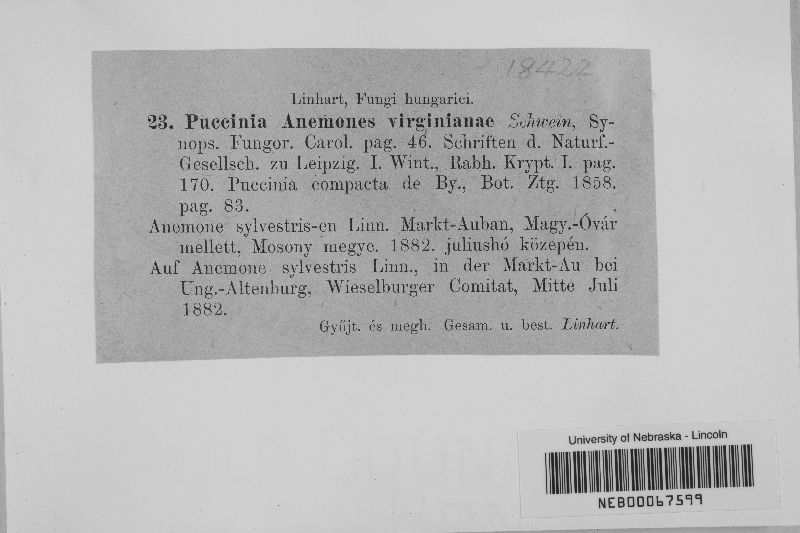 18422
Linhart, Fungi hungarici.
23. Puccinia Anemones virginianae Schwein, Sy-
nops. Fungor. Carol. pag. 46. Schriften d. Naturf.-
Gesellsch. zu Leipzig. I. Wint., Rabh. Krypt. I. pag.
170. Puccinia compacta de By., Bot. Ztg. 1858.
pag. 83.
Anemone sylvestris-en Linn. Markt-Auban, Magy.-Óvár
mellett, Mosony megye. 1882. juliushó közepén.
Auf Anemone sylvestris Linn., in der Markt-Au bei
Ung.-Altenburg, Wieselburger Comitat, Mitte Juli
1882.
Gyűjt. és megh. Gesam. u. best. Linhart.
University of Nebraska - Lincoln
NEB00067599